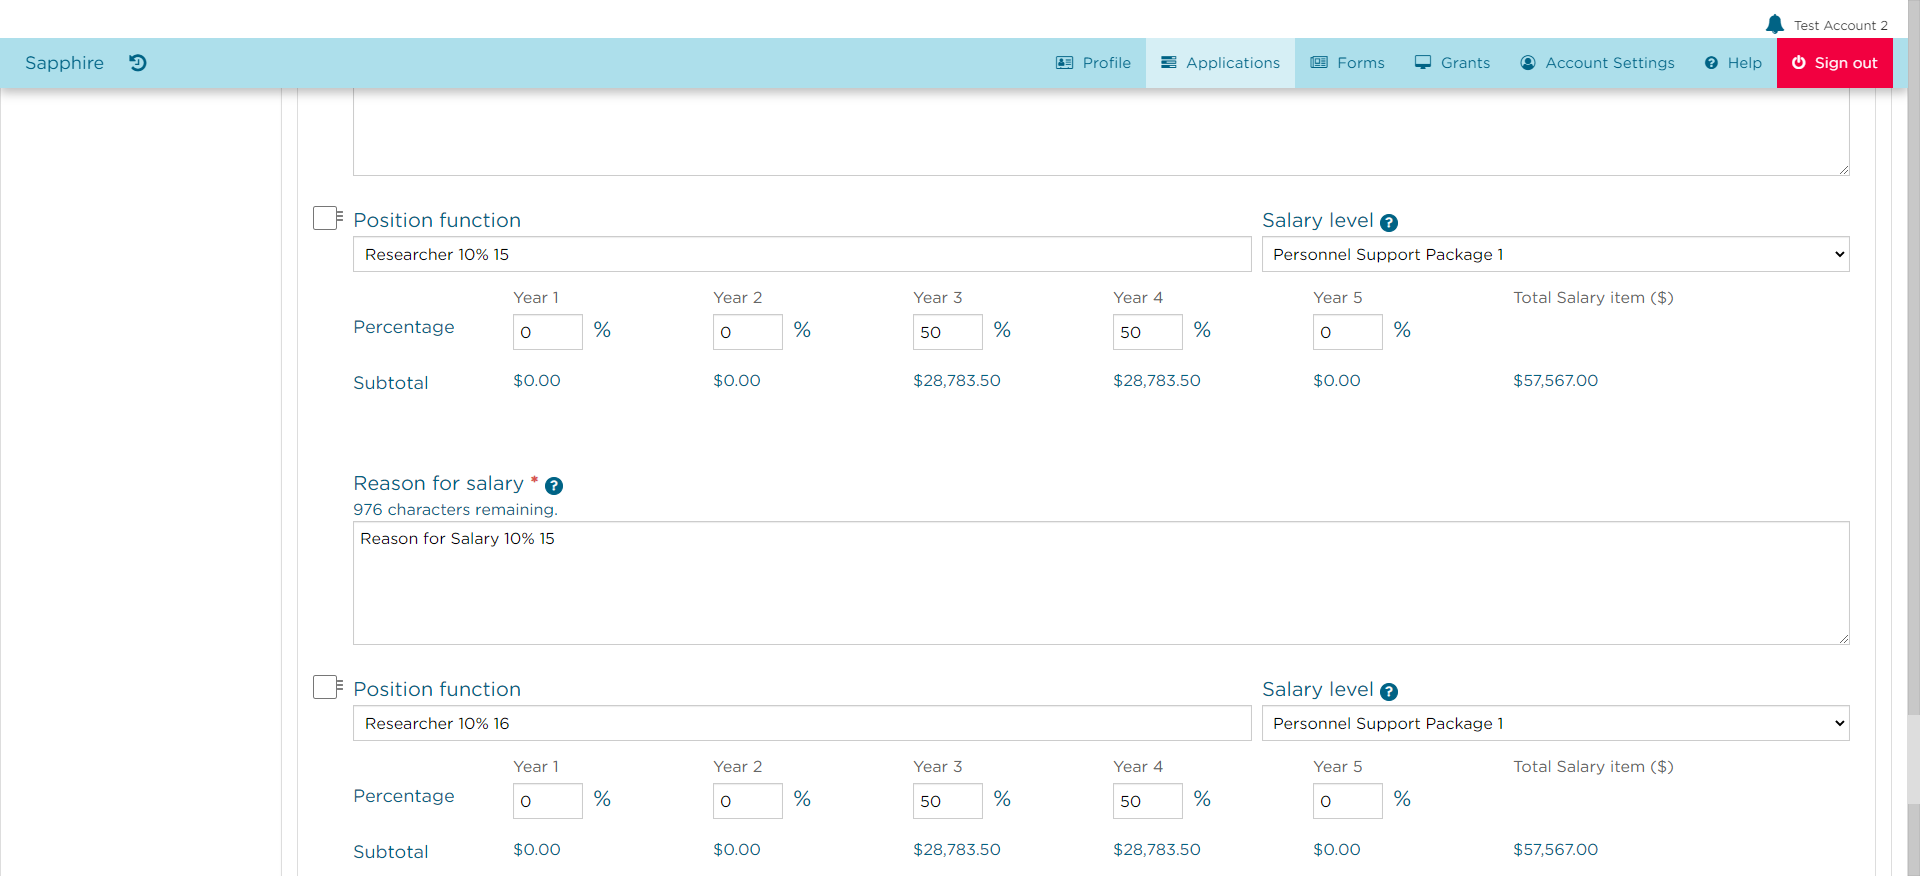 Test Account 2
Sapphire Profile Applications Forms Grants Account Settings Help Sign out
Position function Salary level
Researcher 10% 15 Personnel Support Package 1
Year 1 Year 2 Year 3 Year 4 Year 5 Total Salary item ($)
Percentage 0 % 0 % 50 % 50 % 0 %
Subtotal $0.00 $0.00 $28,783.50 $28,783.50 $0.00 $57,567.00
Reason for salary * ?
976 characters remaining.
Reason for Salary 10% 15
Position function Salary level ?
Researcher 10% 16 Personnel Support Package 1
Year 1 Year 2 Year 3 Year 4 Year 5 Total Salary item ($)
Percentage 0 % 0 % 50 % 50 % 0 %
Subtotal $0.00 $0.00 $28,783.50 $28,783.50 $0.00 $57,567.00